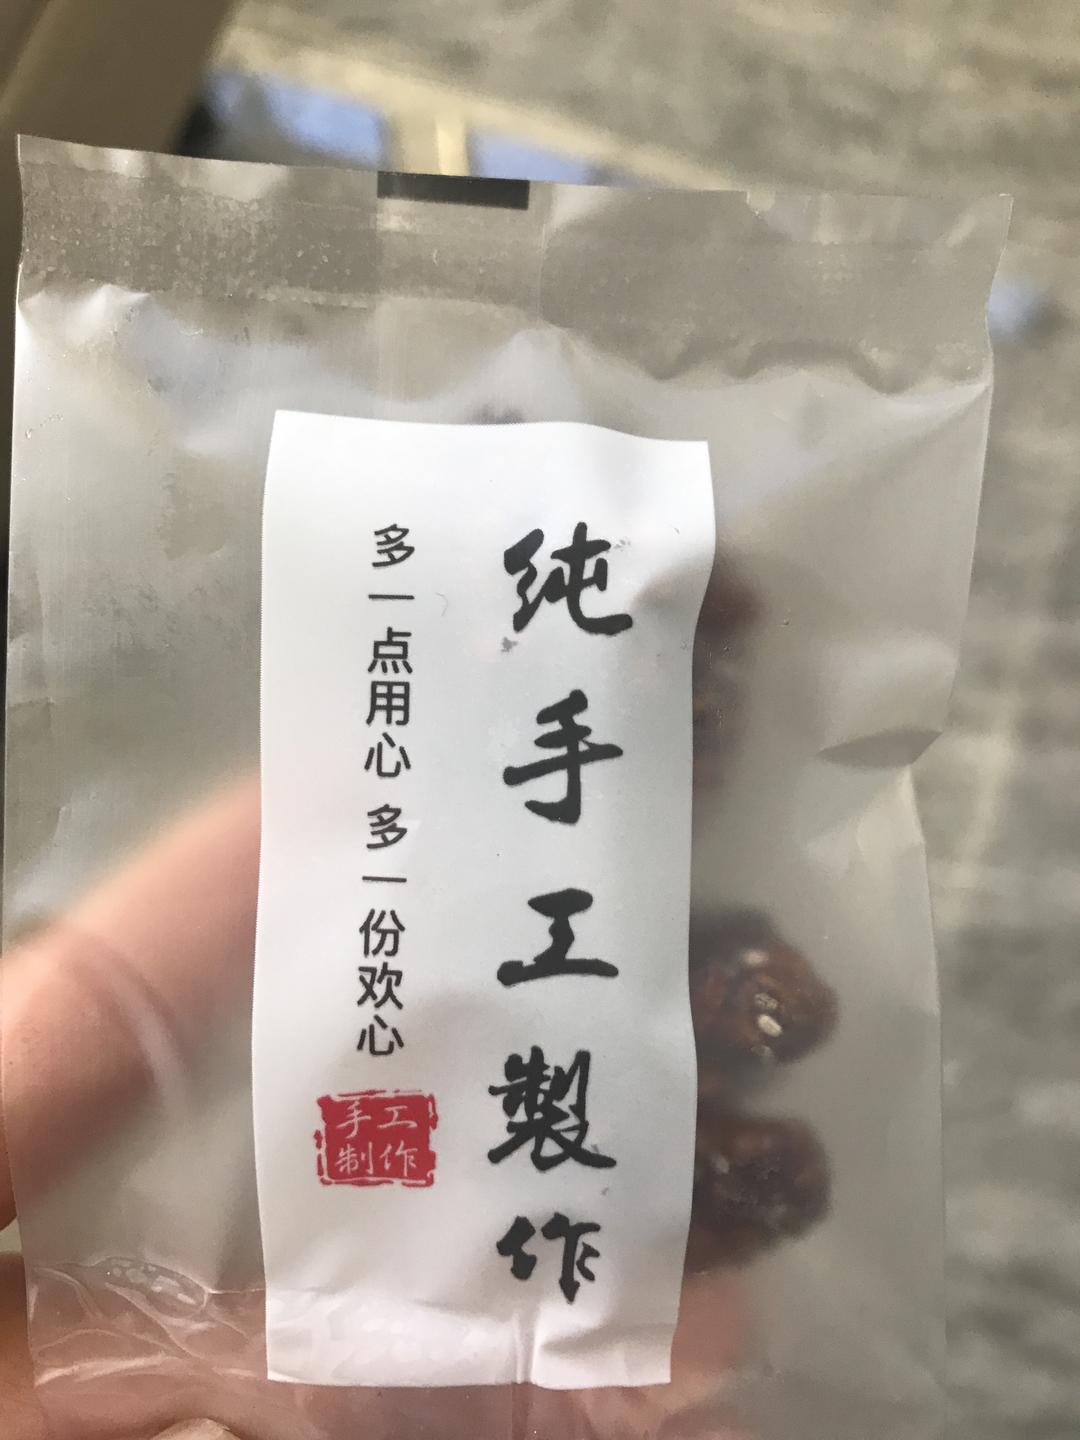 纯手工製作
多一点用心 多一份欢心
手工
制作